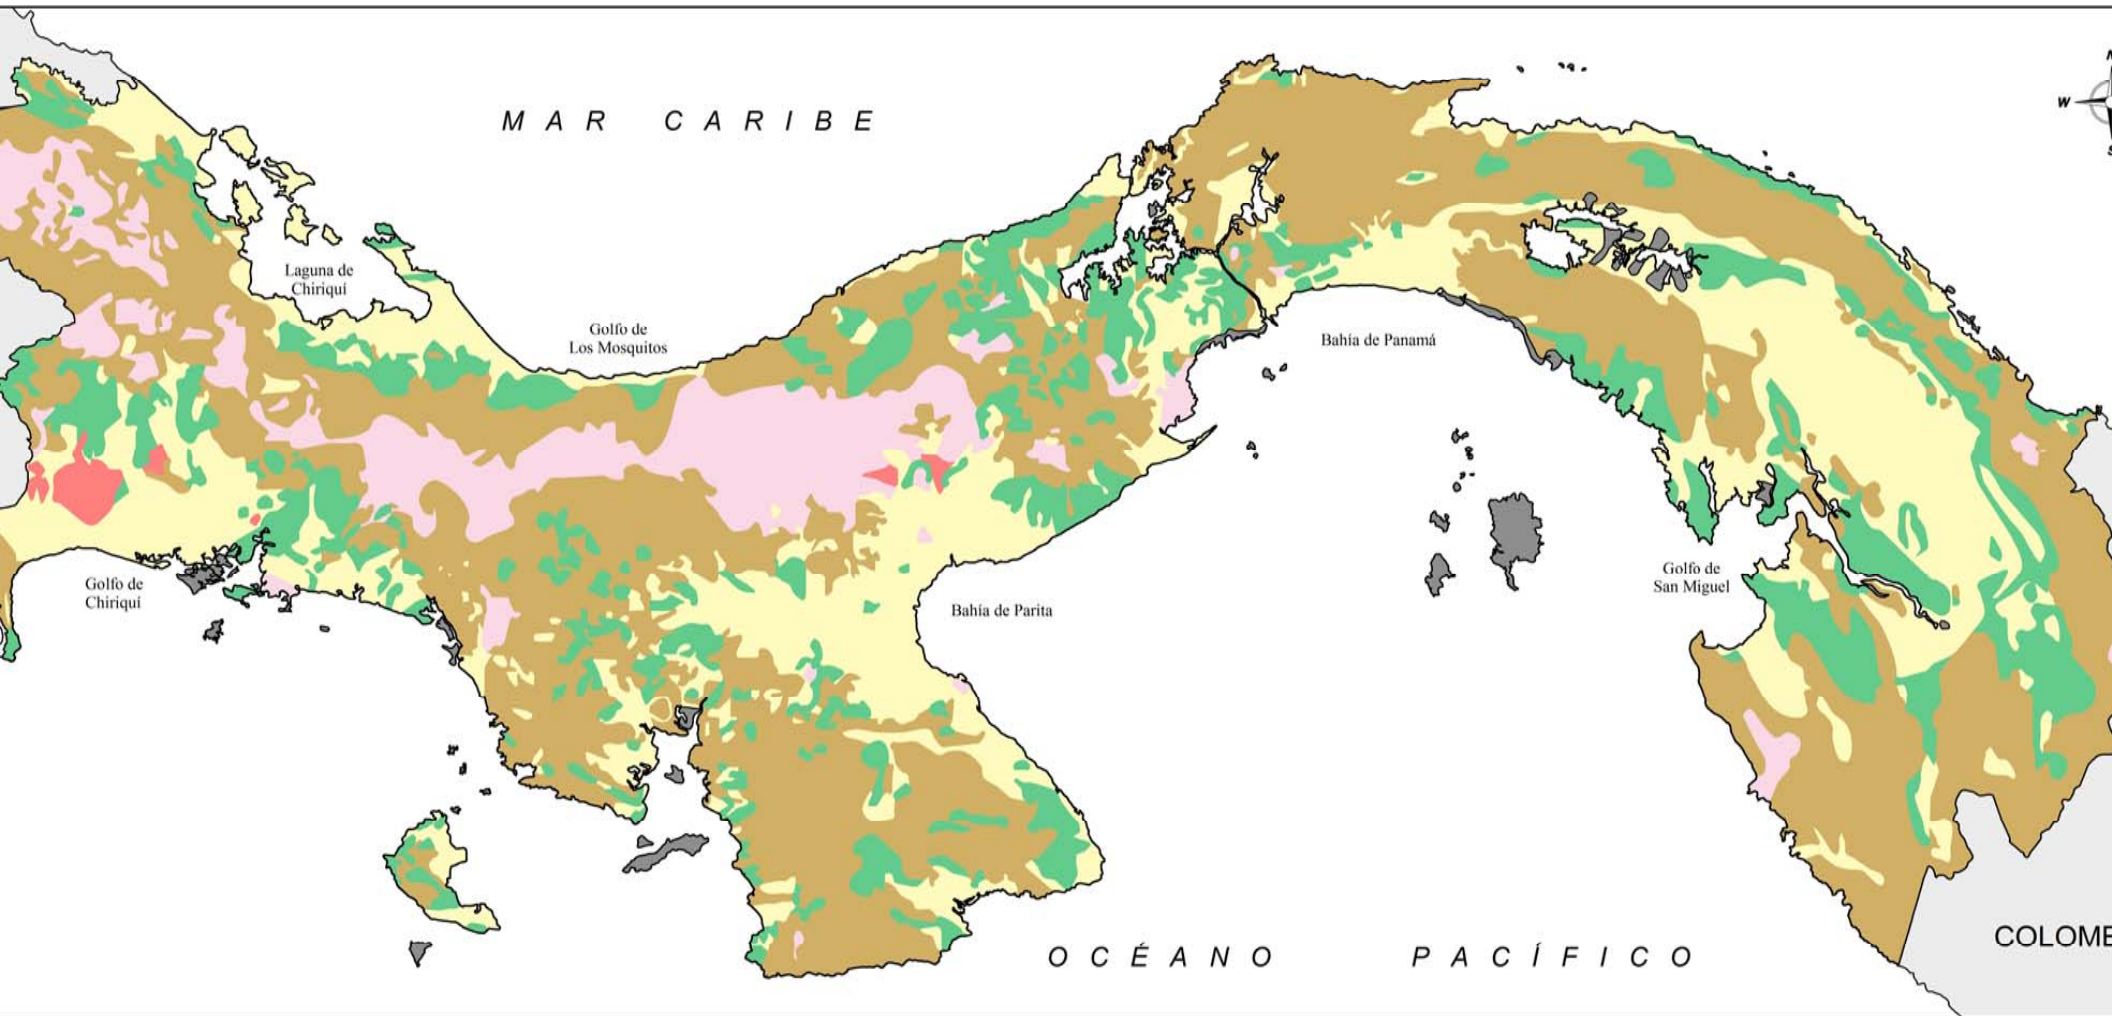 MAR CARIBE
W
Laguna de
Chiriquí
Golfo de
Los Mosquitos
Bahía de Panamá
Golfo de
Chiriquí
Bahía de Parita
Golfo de
San Miguel
OCÉANO PACÍFICO